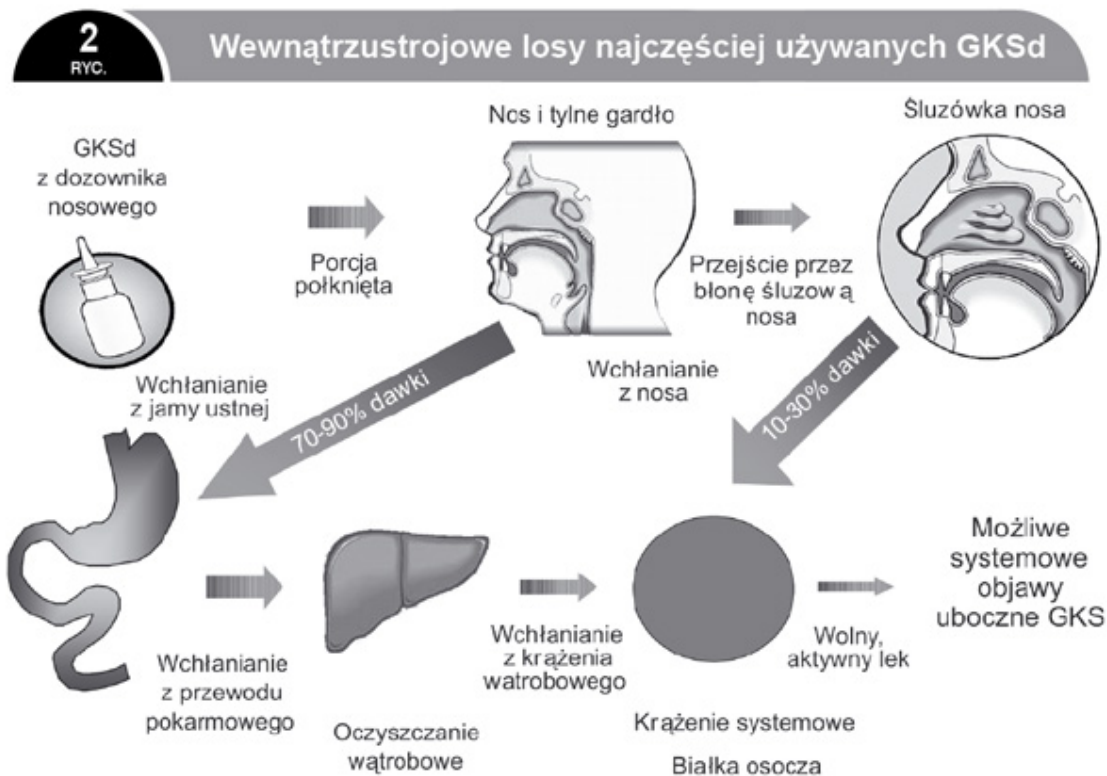 2
RYC.
Wewnątrzustrojowe losy najczęściej używanych GKSd
GKSd
z dozownika
nosowego
Porcja
połknięta
Nos i tylne gardło
Przejście przez
błonę śluzow ą
nosa
Śluzówka nosa
Wchłanianie
z jamy ustnej
70-90% dawki
Wchłanianie
z nosa
10-30% dawki
Wchłanianie
z przewodu
pokarmowego
Oczyszczanie
wątrobowe
Wchłanianie
z krążenia
watrobowego
Krążenie systemowe
Białka osocza
Wolny,
aktywny lek
Możliwe
systemowe
objawy
uboczne GKS